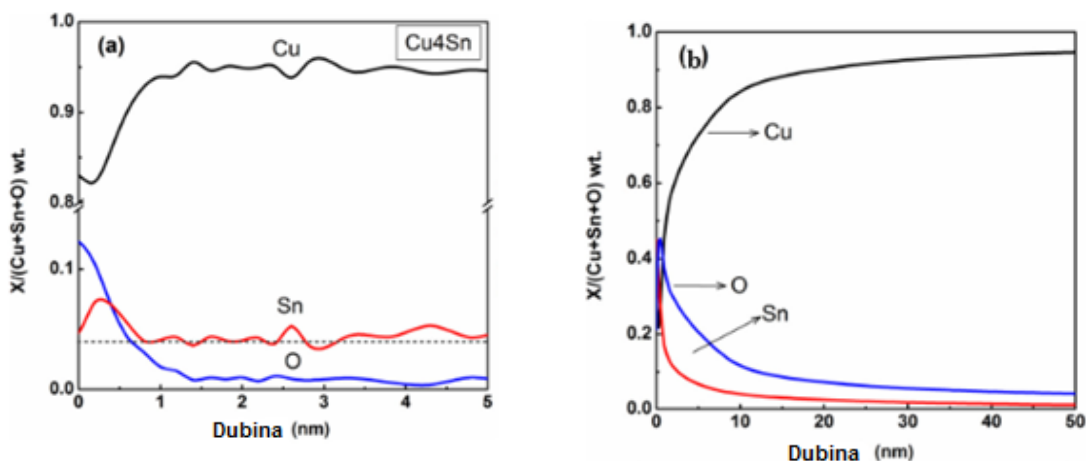 (a)
Cu4Sn
Cu
Sn
O
X/(Cu+Sn+O) wt.
1.0
0.9
0.8
0.1
0.0
0 1 2 3 4 5
Dubina (nm)
(b)
Cu
O
Sn
X/(Cu+Sn+O) wt.
1.0
0.8
0.6
0.4
0.2
0.0
0 10 20 30 40 50
Dubina (nm)